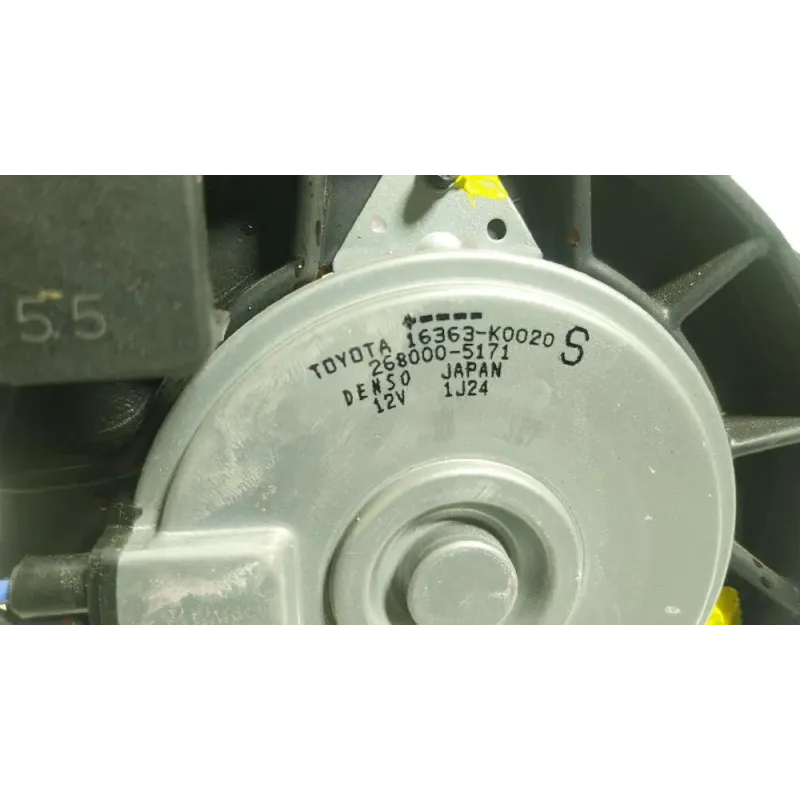 55
TOYOTA 16363-K0020 S
268000-5171
DENSO JAPAN
12V 1J24